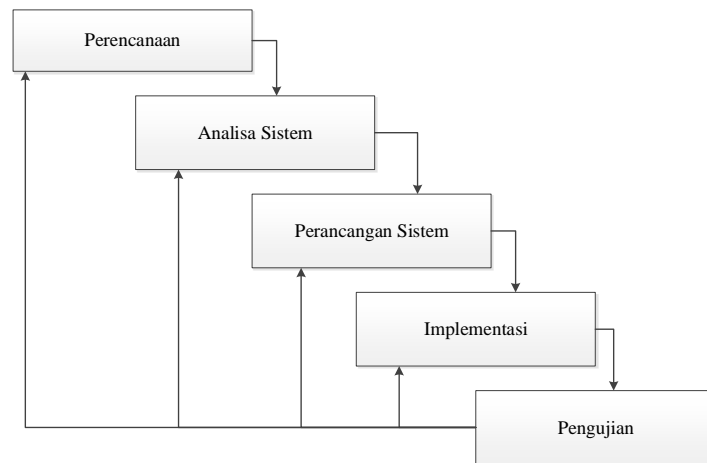 Perencanaan
Analisa Sistem
Perancangan Sistem
Implementasi
Pengujian